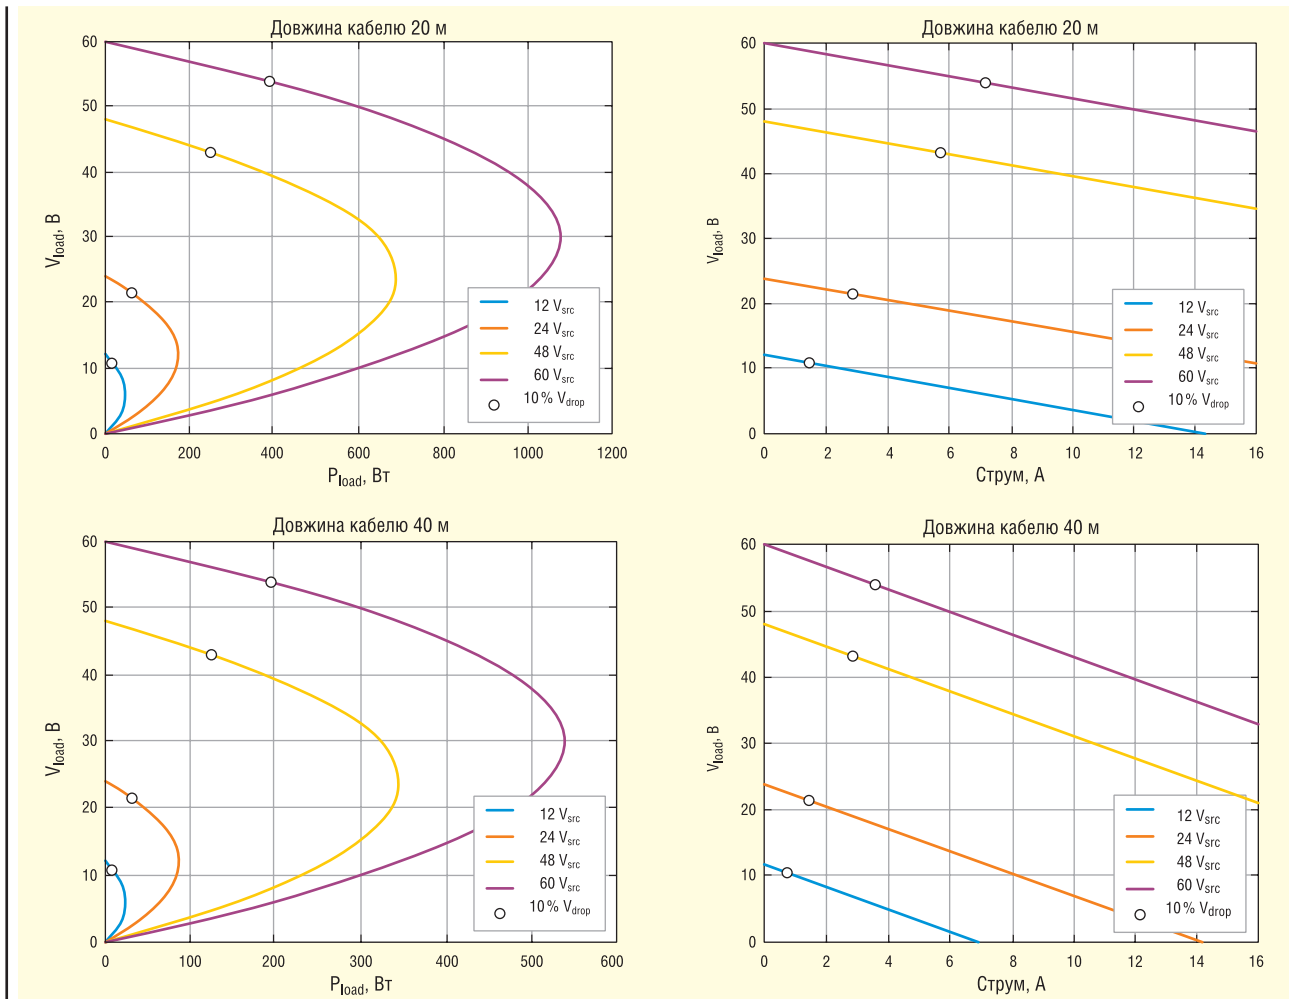 Довжина кабелю 20 м
60
50
40
30
20
10
0
V_load, В
0 200 400 600 800 1000 1200
P_load, Вт
12 V_src
24 V_src
48 V_src
60 V_src
10% V_drop
Довжина кабелю 20 м
60
50
40
30
20
10
0
V_load, В
0 2 4 6 8 10 12 14 16
Струм, А
12 V_src
24 V_src
48 V_src
60 V_src
10% V_drop
Довжина кабелю 40 м
60
50
40
30
20
10
0
V_load, В
0 100 200 300 400 500 600
P_load, Вт
12 V_src
24 V_src
48 V_src
60 V_src
10% V_drop
Довжина кабелю 40 м
60
50
40
30
20
10
0
V_load, В
0 2 4 6 8 10 12 14 16
Струм, А
12 V_src
24 V_src
48 V_src
60 V_src
10% V_drop